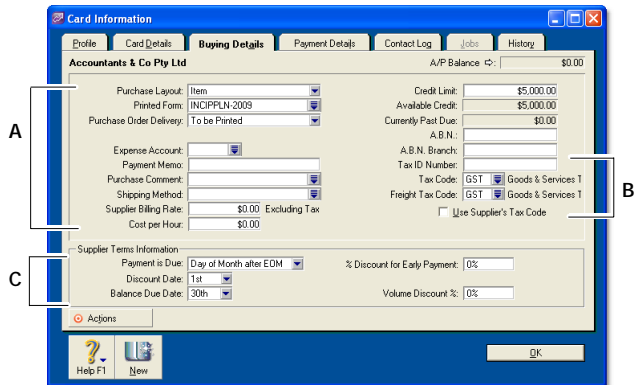 Card Information
Profile Card Details Buying Details Payment Details Contact Log Jobs History
Accountants & Co Pty Ltd A/P Balance ⇨: $0.00
A
Purchase Layout: Item Credit Limit: $5,000.00
Printed Form: INCIPPLN-2009 Available Credit: $5,000.00
Purchase Order Delivery: To be Printed Currently Past Due: $0.00
A.B.N.:
Expense Account: A.B.N. Branch:
Payment Memo: Tax ID Number:
Purchase Comment: Tax Code: GST Goods & Services T
Shipping Method: Freight Tax Code: GST Goods & Services T
B
Supplier Billing Rate: $0.00 Excluding Tax Use Supplier's Tax Code
Cost per Hour: $0.00
C
Supplier Terms Information
Payment is Due: Day of Month after EOM % Discount for Early Payment: 0%
Discount Date: 1st
Balance Due Date: 30th Volume Discount %: 0%
Actions
Help F1 New OK